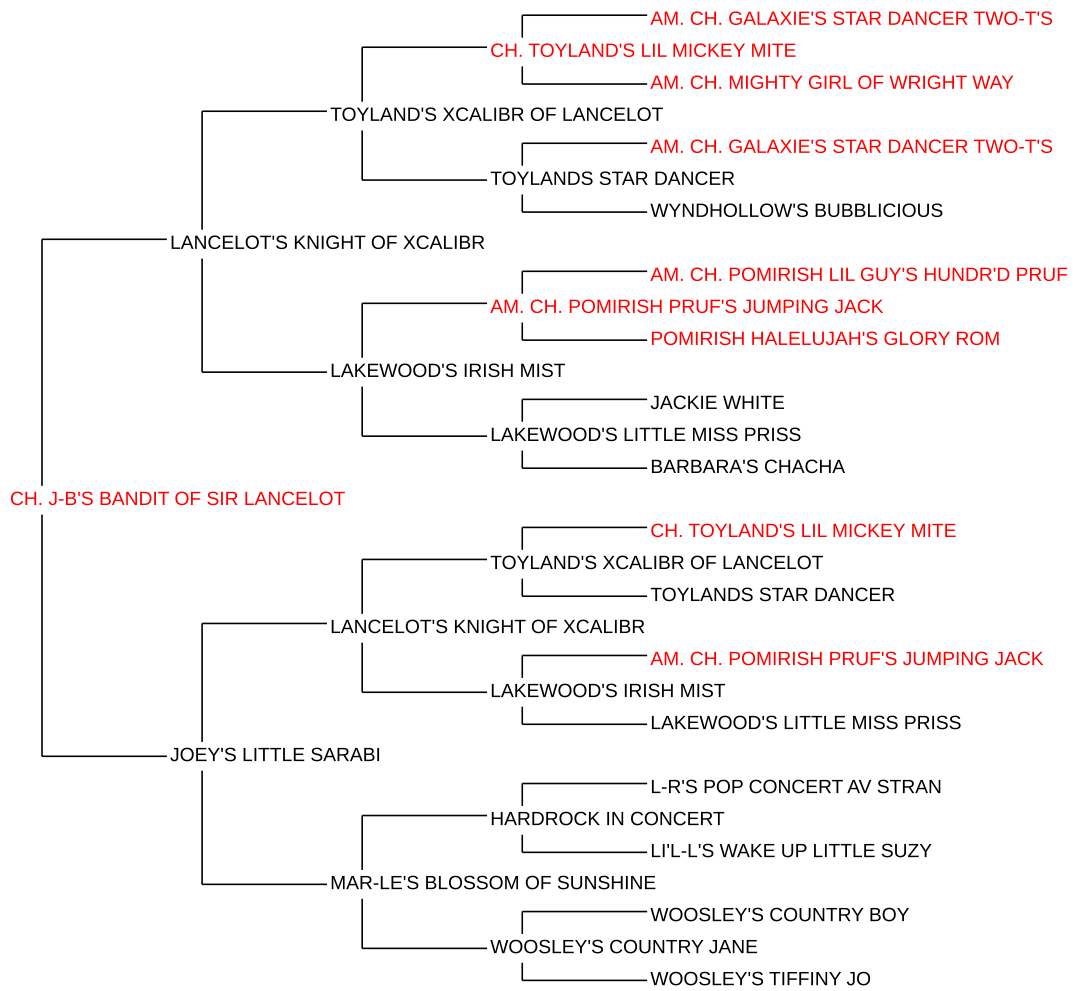 AM. CH. GALAXIE'S STAR DANCER TWO-T'S
CH. TOYLAND'S LIL MICKEY MITE
AM. CH. MIGHTY GIRL OF WRIGHT WAY
TOYLAND'S XCALIBR OF LANCELOT
AM. CH. GALAXIE'S STAR DANCER TWO-T'S
TOYLANDS STAR DANCER
WYNDHOLLOW'S BUBBLICIOUS
LANCELOT'S KNIGHT OF XCALIBR
AM. CH. POMIRISH LIL GUY'S HUNDR'D PRUF
AM. CH. POMIRISH PRUF'S JUMPING JACK
POMIRISH HALELUJAH'S GLORY ROM
LAKEWOOD'S IRISH MIST
JACKIE WHITE
LAKEWOOD'S LITTLE MISS PRISS
BARBARA'S CHACHA
CH. J-B'S BANDIT OF SIR LANCELOT
CH. TOYLAND'S LIL MICKEY MITE
TOYLAND'S XCALIBR OF LANCELOT
TOYLANDS STAR DANCER
LANCELOT'S KNIGHT OF XCALIBR
AM. CH. POMIRISH PRUF'S JUMPING JACK
LAKEWOOD'S IRISH MIST
LAKEWOOD'S LITTLE MISS PRISS
JOEY'S LITTLE SARABI
L-R'S POP CONCERT AV STRAN
HARDROCK IN CONCERT
LI'L-L'S WAKE UP LITTLE SUZY
MAR-LE'S BLOSSOM OF SUNSHINE
WOOSLEY'S COUNTRY BOY
WOOSLEY'S COUNTRY JANE
WOOSLEY'S TIFFINY JO